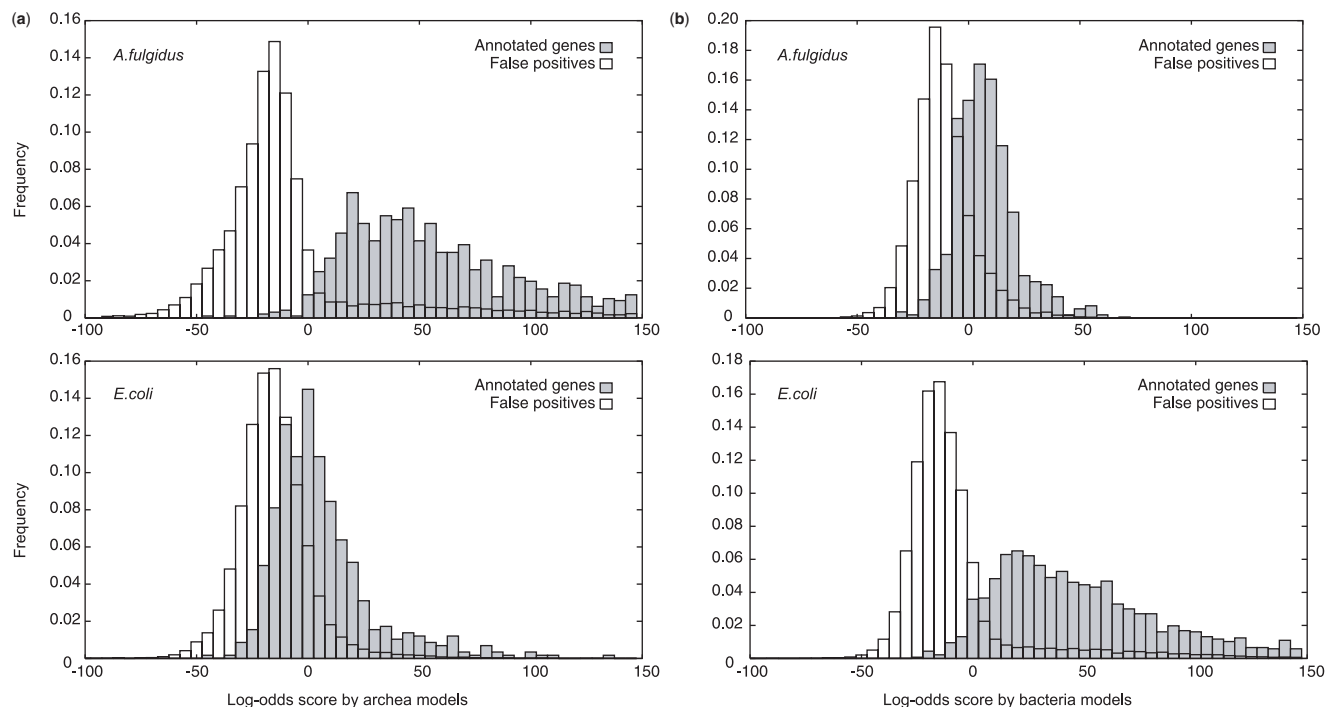 (a)
0.16
0.14
0.12
0.10
0.08
0.06
0.04
0.02
0
Frequency
A.fulgidus
Annotated genes
False positives
-100 -50 0 50 100 150
0.16
0.14
0.12
0.10
0.08
0.06
0.04
0.02
0
Frequency
E.coli
Annotated genes
False positives
-100 -50 0 50 100 150
Log-odds score by archea models
(b)
0.20
0.18
0.16
0.14
0.12
0.10
0.08
0.06
0.04
0.02
0.00
A.fulgidus
Annotated genes
False positives
-100 -50 0 50 100 150
0.18
0.16
0.14
0.12
0.10
0.08
0.06
0.04
0.02
0.00
E.coli
Annotated genes
False positives
-100 -50 0 50 100 150
Log-odds score by bacteria models